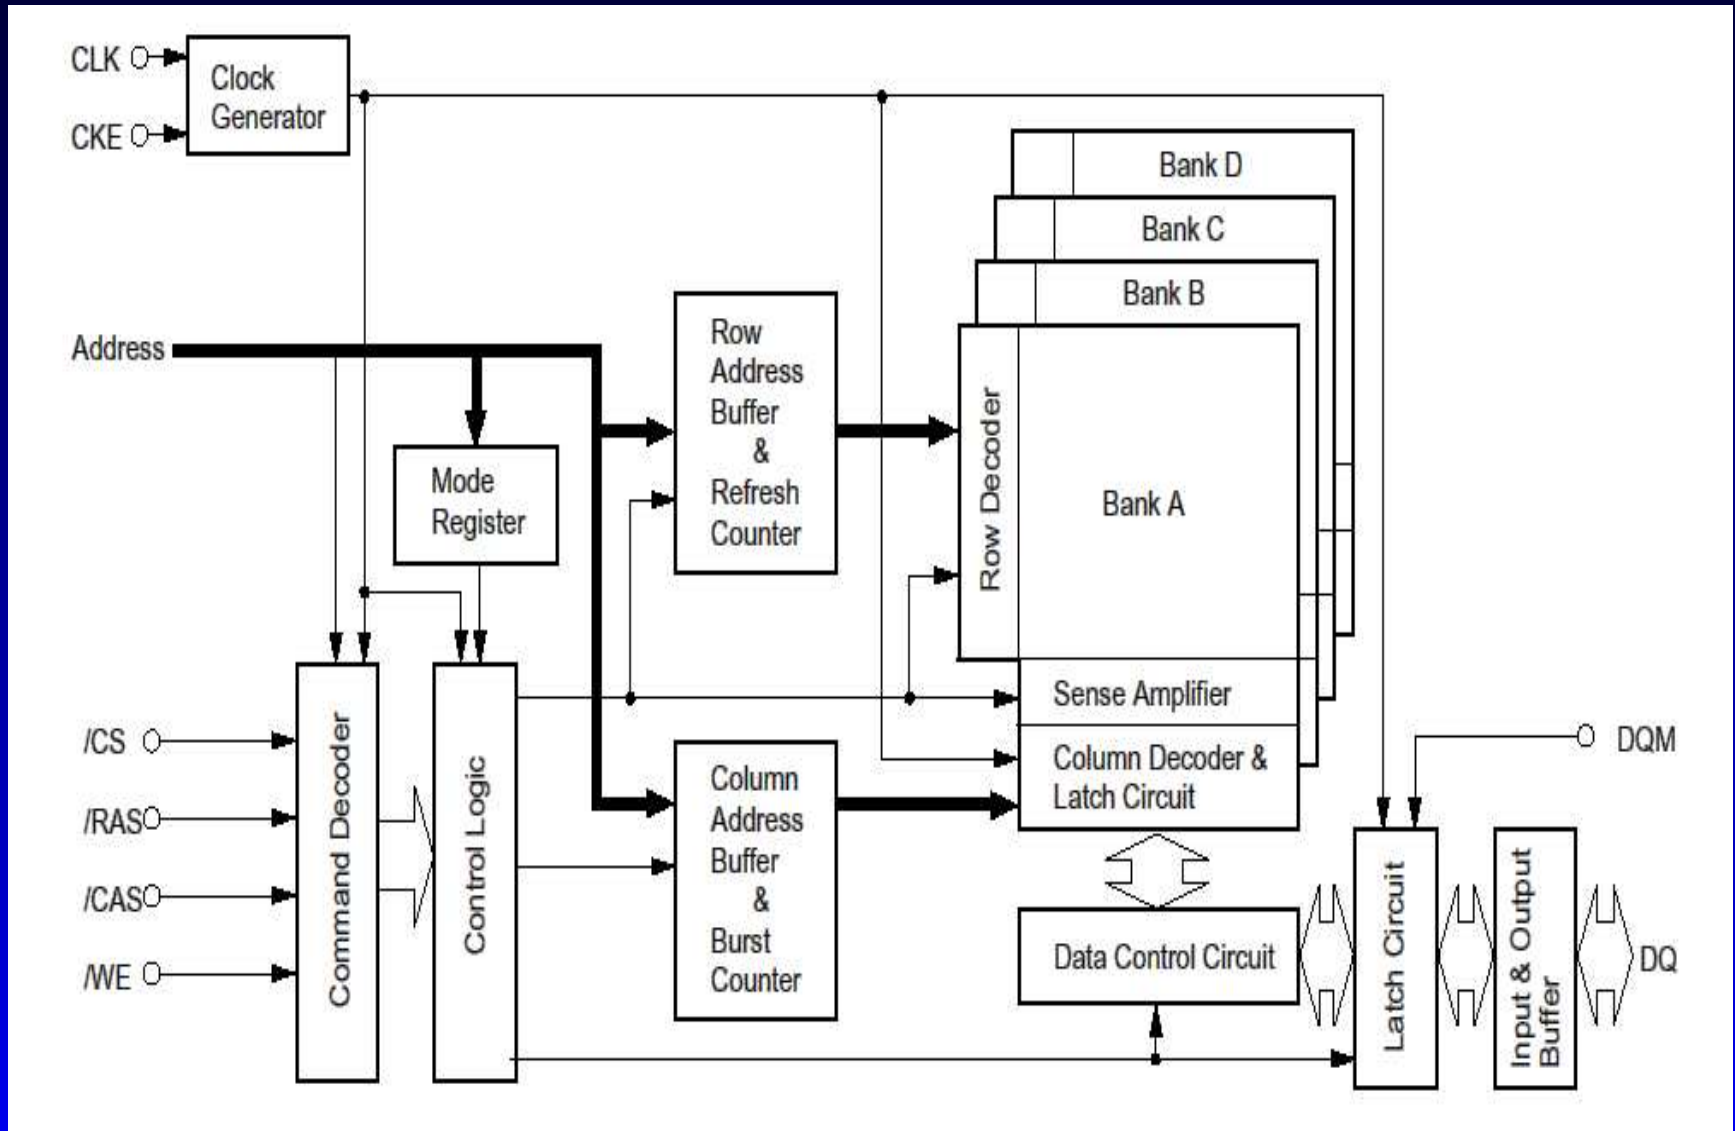 CLK
CKE
Clock
Generator
Bank D
Bank C
Bank B
Address
Row
Address
Buffer
&
Refresh
Counter
Row Decoder
Bank A
Mode
Register
/CS
/RAS
/CAS
/WE
Command Decoder
Control Logic
Sense Amplifier
Column Decoder &
Latch Circuit
Column
Address
Buffer
&
Burst
Counter
DQM
Data Control Circuit
Latch Circuit
Input & Output
Buffer
DQ